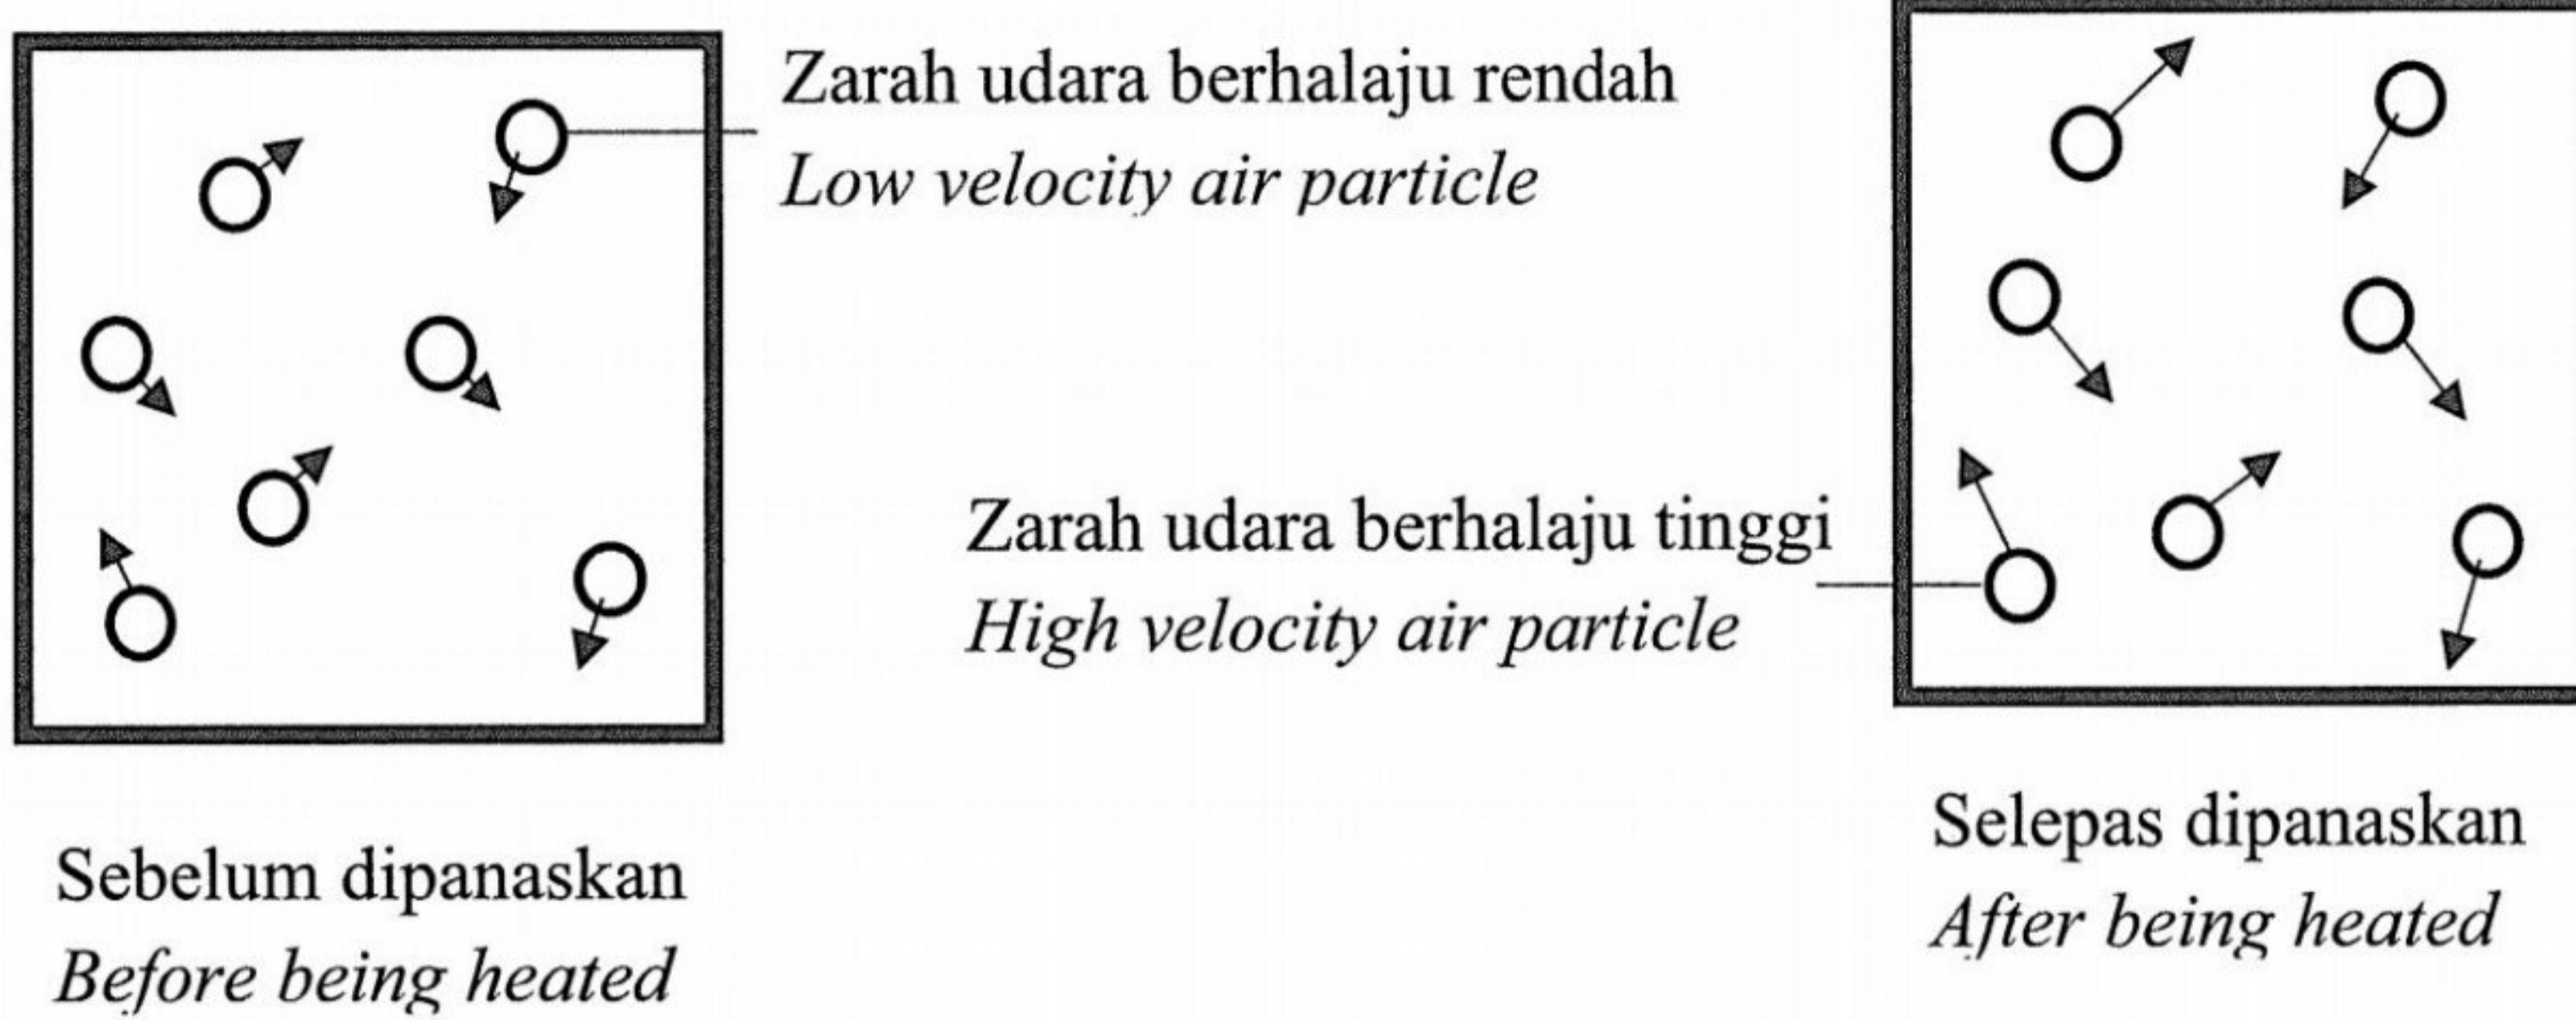 Zarah udara berhalaju rendah
Low velocity air particle
Zarah udara berhalaju tinggi
High velocity air particle
Sebelum dipanaskan
Before being heated
Selepas dipanaskan
After being heated